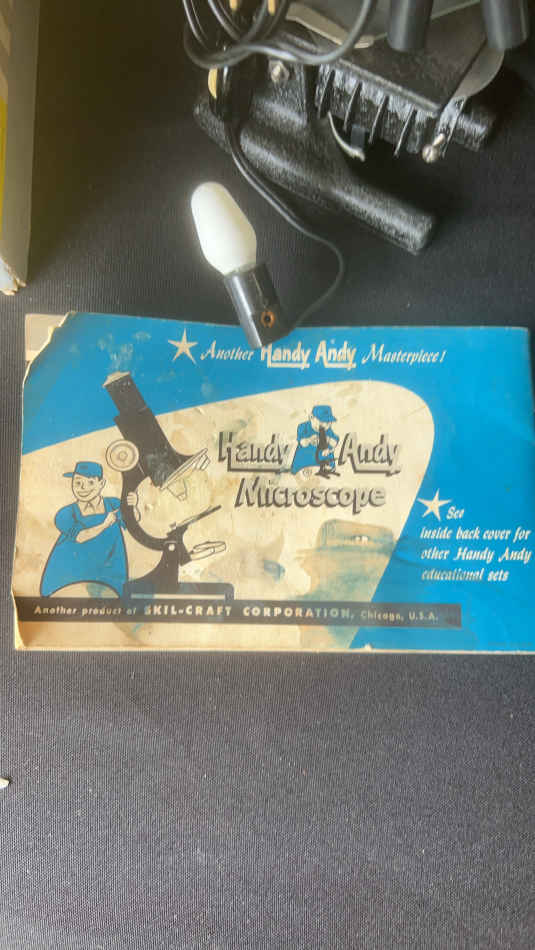 Another Handy Andy Masterpiece!
Handy Andy
Microscope
See
inside back cover for
other Handy Andy
educational sets
Another product of SKIL-CRAFT CORPORATION, Chicago, U.S.A.